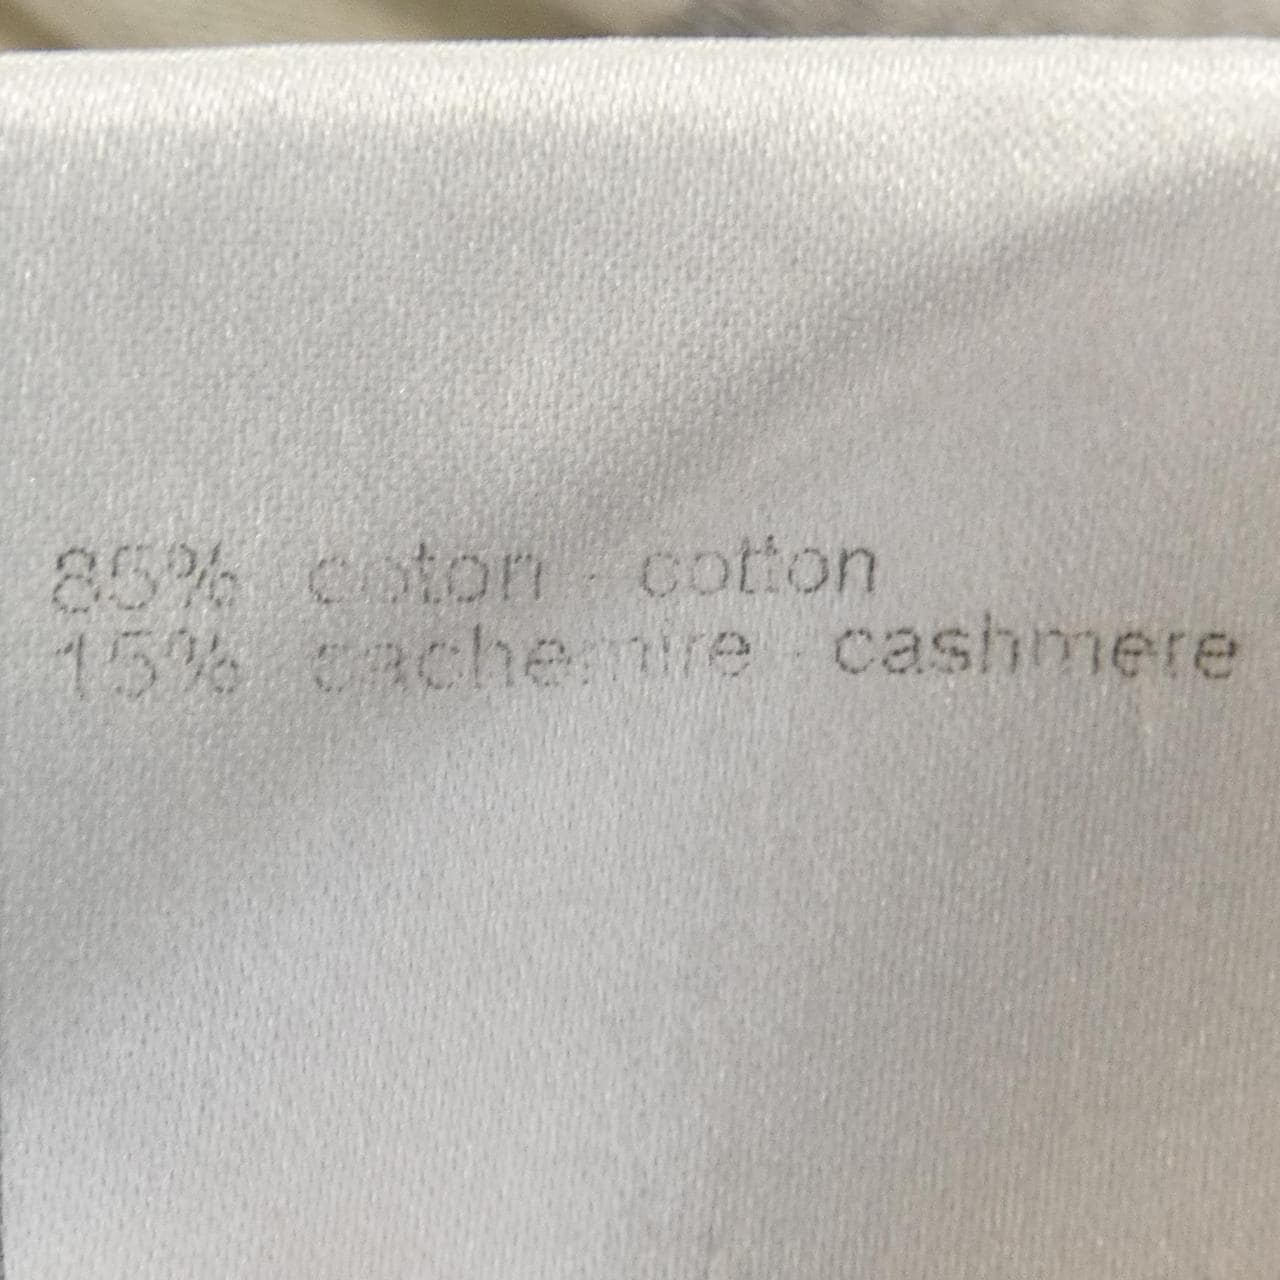 85% coton - cotton
15% cachemire - cashmere